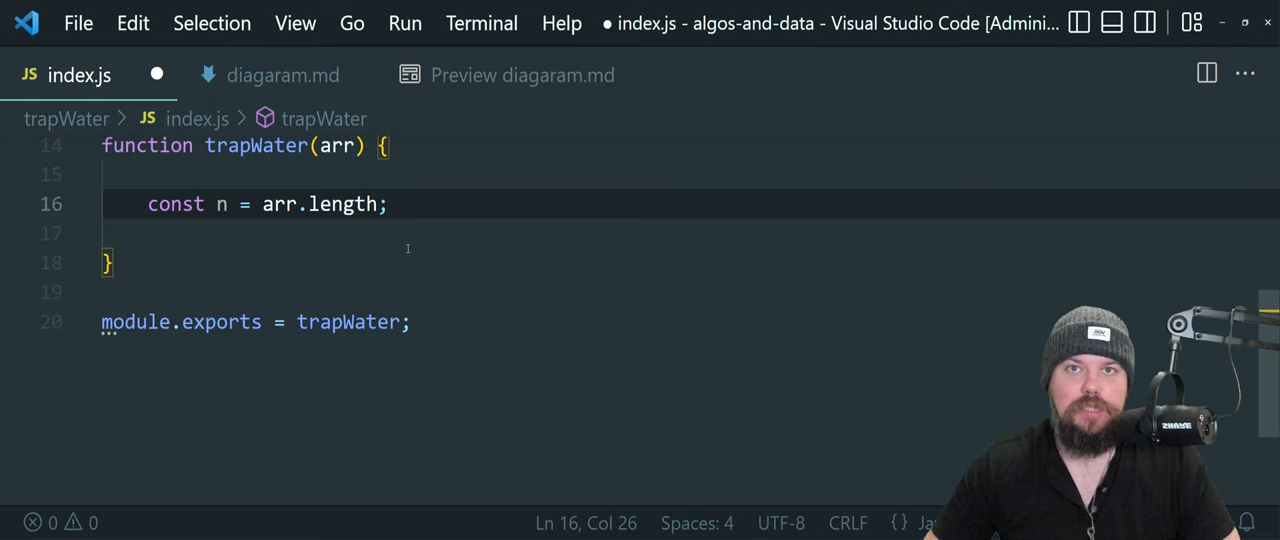 File Edit Selection View Go Run Terminal Help ● index.js - algos-and-data - Visual Studio Code [Admini...
JS index.js diagaram.md Preview diagaram.md
trapWater > JS index.js > trapWater
14 function trapWater(arr) {
15
16 const n = arr.length;
17
18 }
19
20 module.exports = trapWater;
SHURE
0 0 Ln 16, Col 26 Spaces: 4 UTF-8 CRLF {}